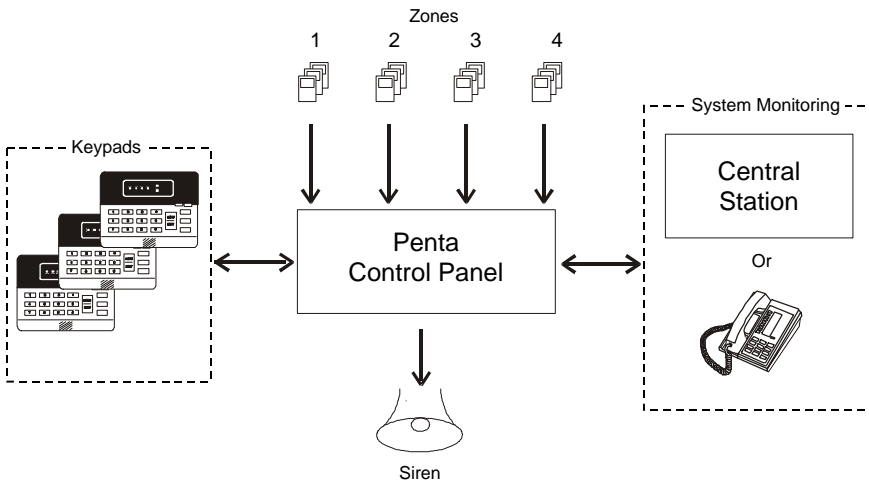 Zones
1 2 3 4
System Monitoring
Keypads
Central
Station
Penta
Control Panel
Or
Siren